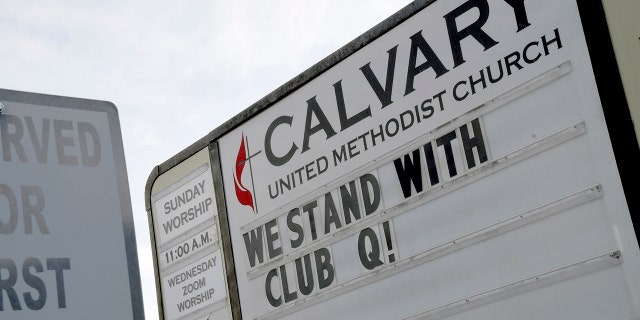 RVED
OR
RST
SUNDAY
WORSHIP
11:00 A.M.
WEDNESDAY
ZOOM
WORSHIP
CALVARY
UNITED METHODIST CHURCH
WE STAND WITH
CLUB Q!